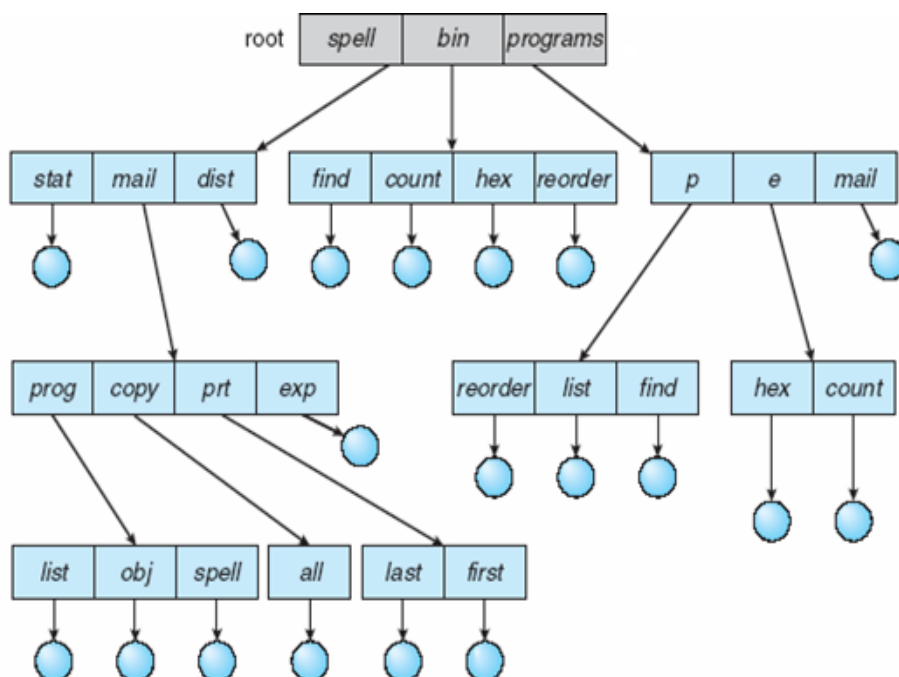 root spell bin programs
stat mail dist find count hex reorder p e mail
prog copy prt exp reorder list find hex count
list obj spell all last first